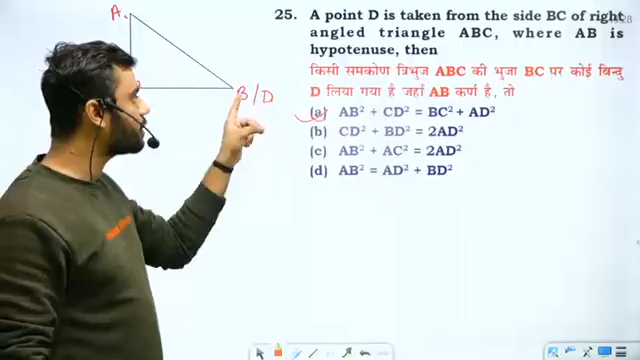 A
B/D
25. A point D is taken from the side BC of right
angled triangle ABC, where AB is
hypotenuse, then
किसी समकोण त्रिभुज ABC की भुजा BC पर कोई बिन्दु
D लिया गया है जहाँ AB कर्ण है, तो
(a) AB² + CD² = BC² + AD²
(b) CD² + BD² = 2AD²
(c) AB² + AC² = 2AD²
(d) AB² = AD² + BD²